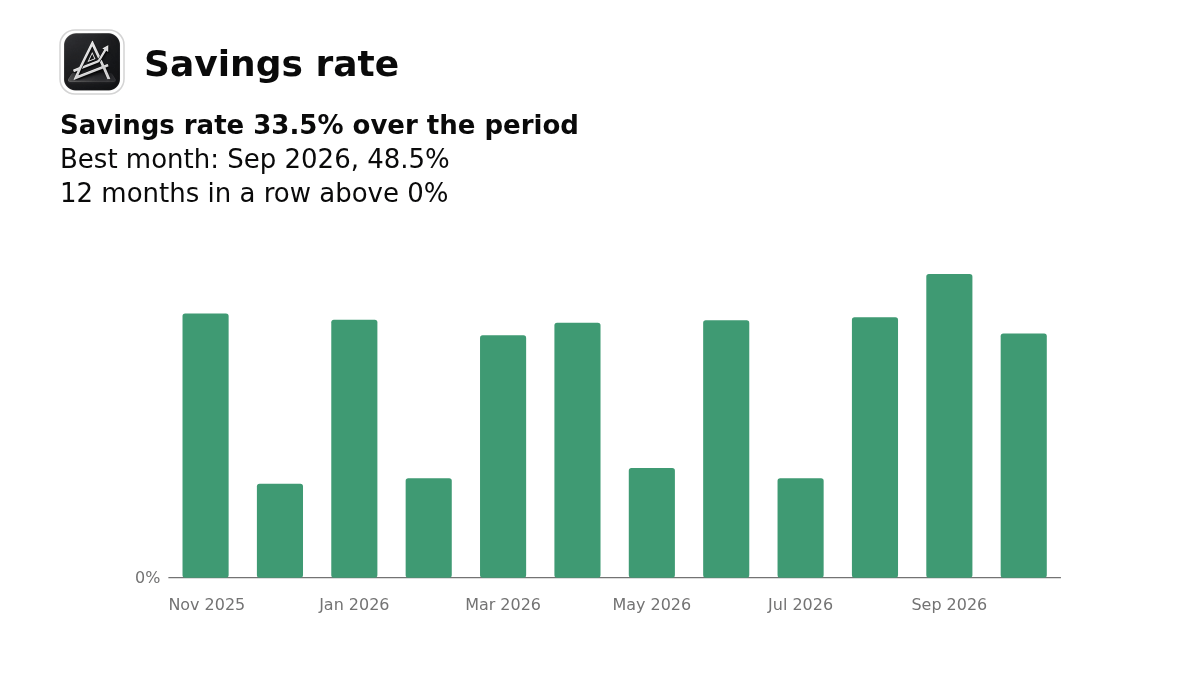 Savings rate
Savings rate 33.5% over the period
Best month: Sep 2026, 48.5%
12 months in a row above 0%
0%
Nov 2025 Jan 2026 Mar 2026 May 2026 Jul 2026 Sep 2026